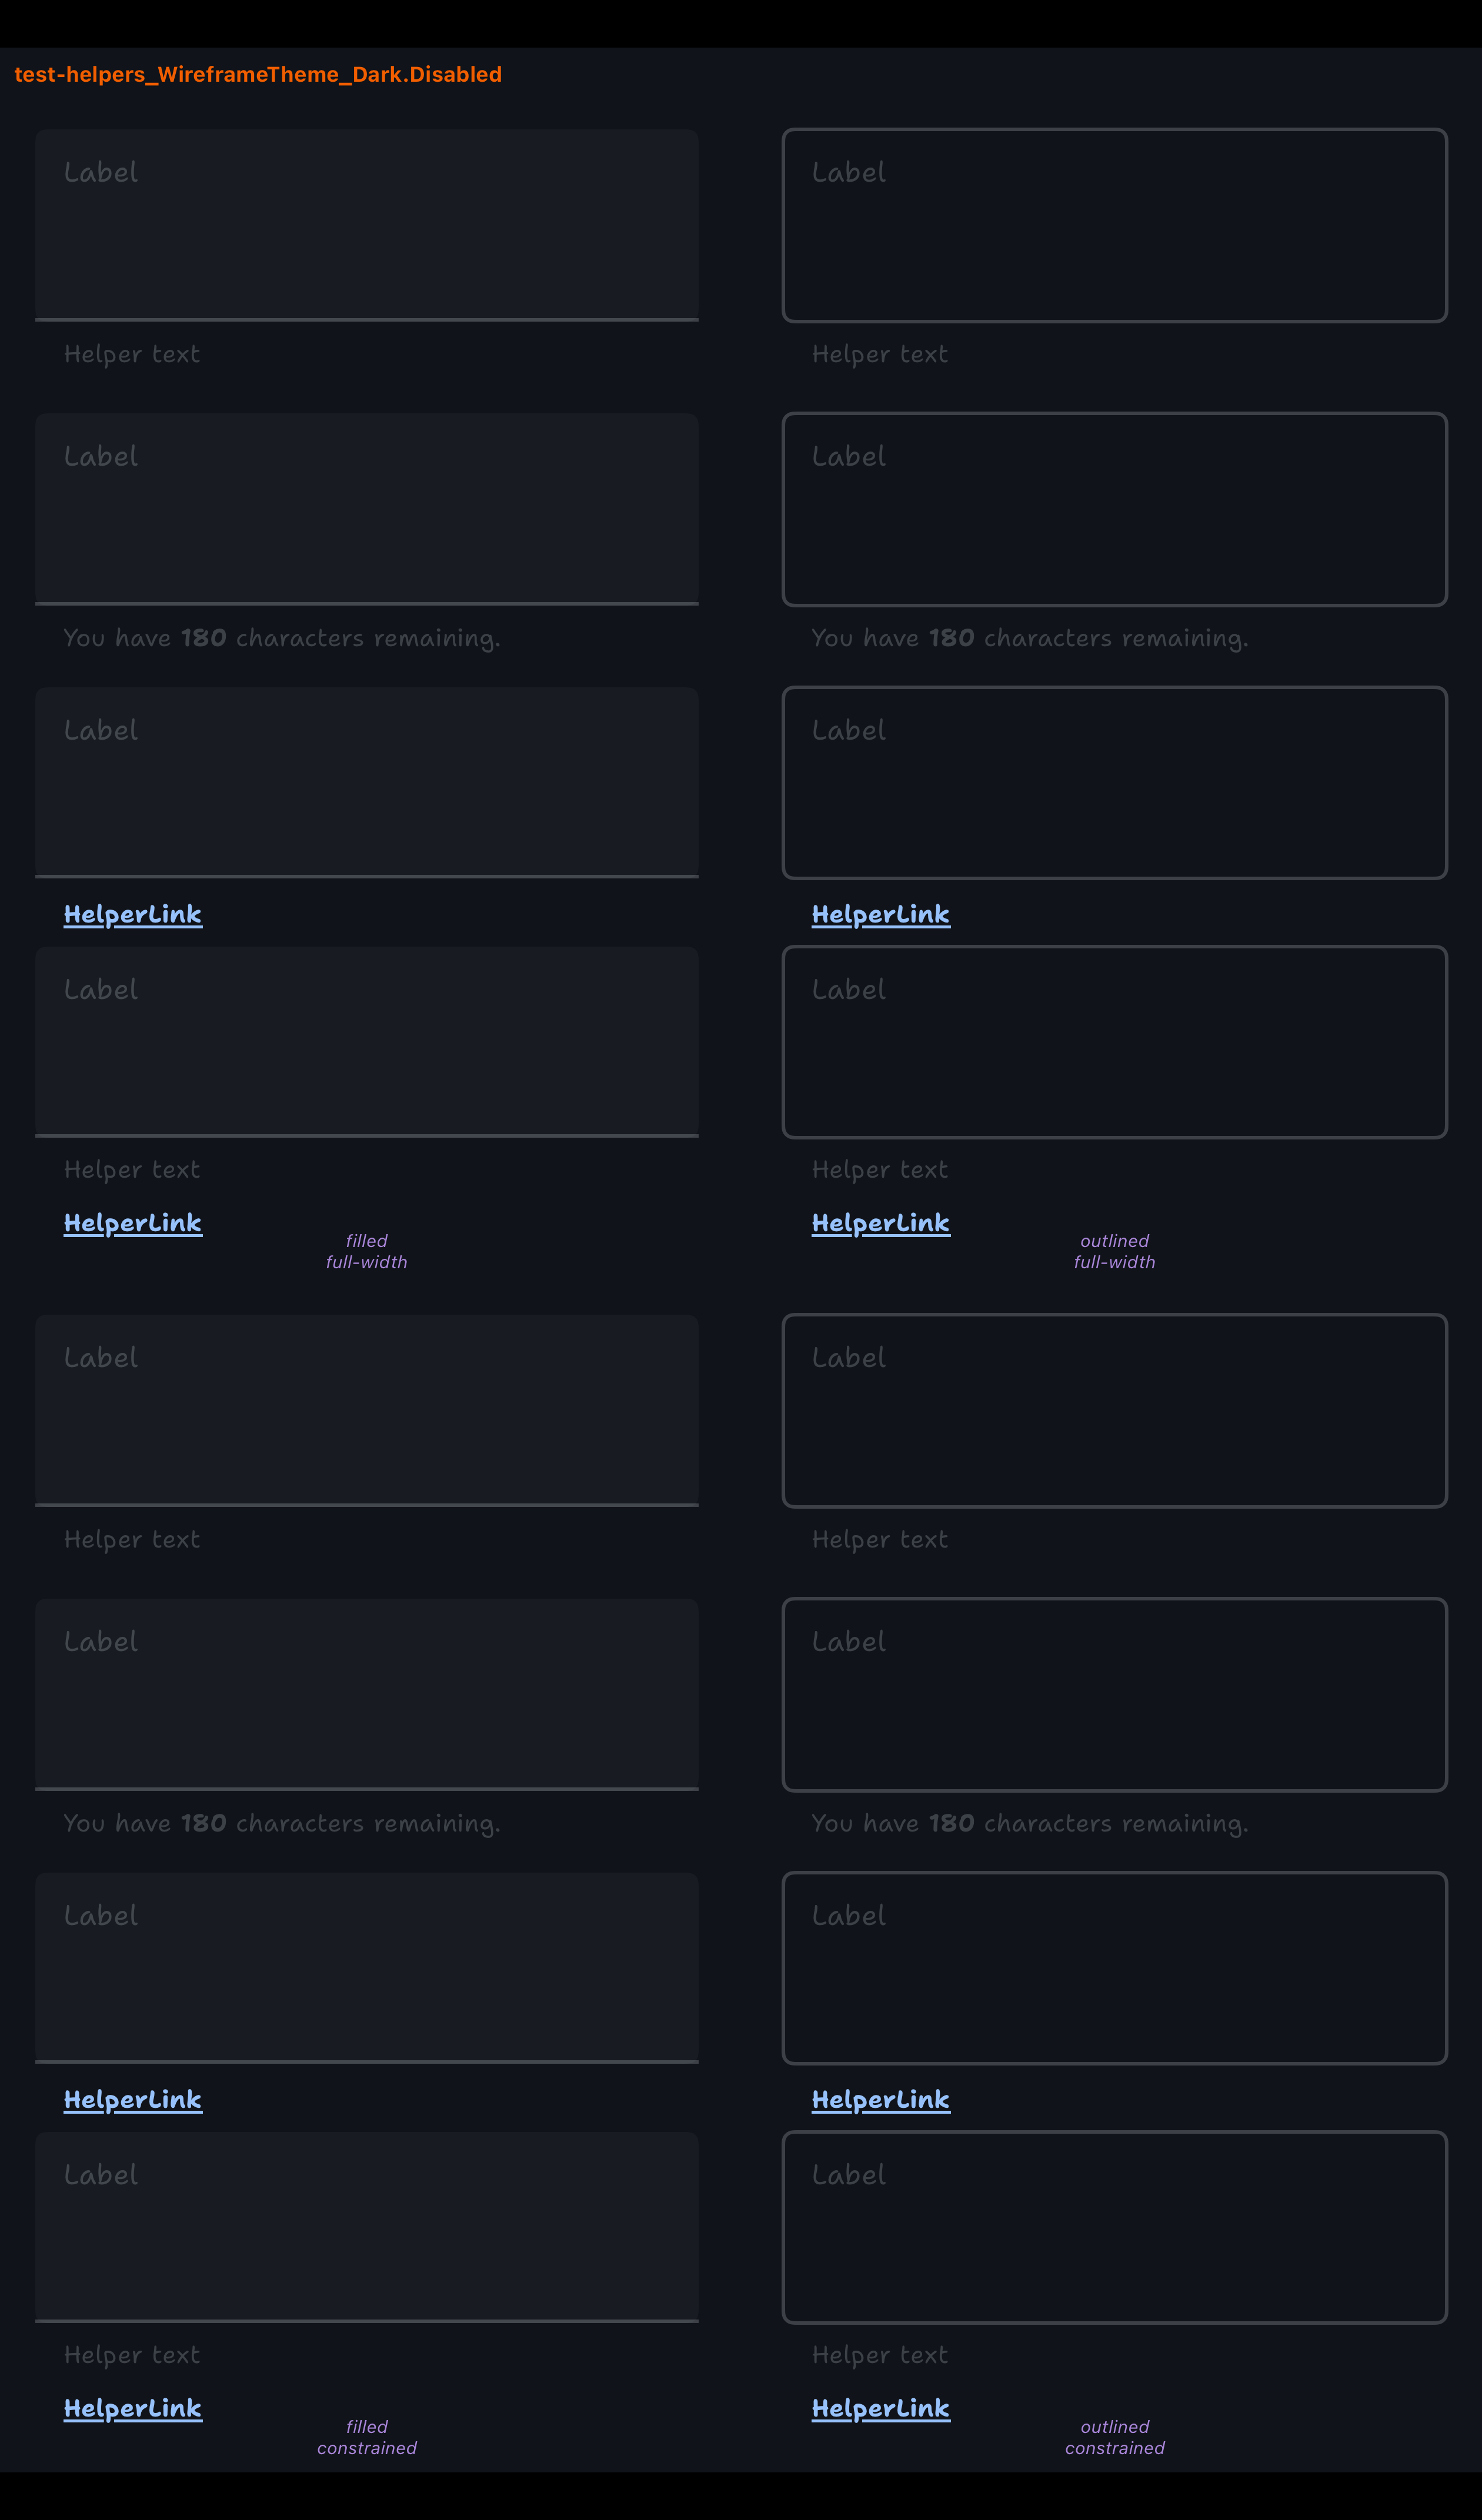 test-helpers_WireframeTheme_Dark.Disabled
Label
Label
Helper text
Helper text
Label
Label
You have 180 characters remaining.
You have 180 characters remaining.
Label
Label
HelperLink
HelperLink
Label
Label
Helper text
Helper text
HelperLink
HelperLink
filled
full-width
outlined
full-width
Label
Label
Helper text
Helper text
Label
Label
You have 180 characters remaining.
You have 180 characters remaining.
Label
Label
HelperLink
HelperLink
Label
Label
Helper text
Helper text
HelperLink
HelperLink
filled
constrained
outlined
constrained